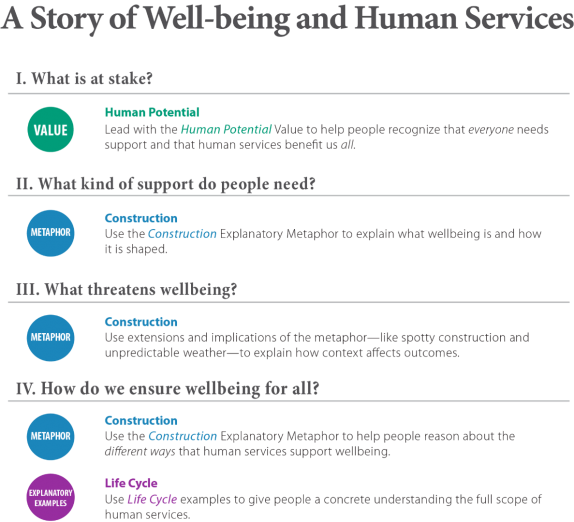 A Story of Well-being and Human Services
I. What is at stake?
VALUE
Human Potential
Lead with the Human Potential Value to help people recognize that everyone needs
support and that human services benefit us all.
II. What kind of support do people need?
METAPHOR
Construction
Use the Construction Explanatory Metaphor to explain what wellbeing is and how
it is shaped.
III. What threatens wellbeing?
METAPHOR
Construction
Use extensions and implications of the metaphor—like spotty construction and
unpredictable weather—to explain how context affects outcomes.
IV. How do we ensure wellbeing for all?
METAPHOR
Construction
Use the Construction Explanatory Metaphor to help people reason about the
different ways that human services support wellbeing.
EXPLANATORY
EXAMPLES
Life Cycle
Use Life Cycle examples to give people a concrete understanding the full scope of
human services.